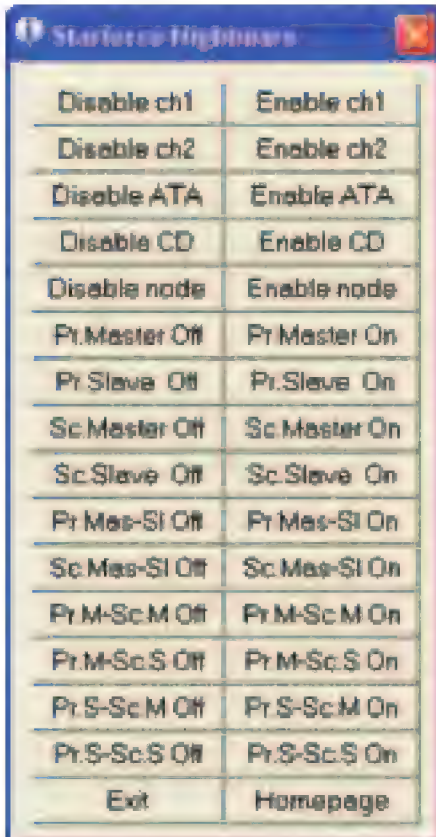 Starforce Nightmare
Disable ch1 Enable ch1
Disable ch2 Enable ch2
Disable ATA Enable ATA
Disable CD Enable CD
Disable node Enable node
Pr.Master Off Pr.Master On
Pr.Slave Off Pr.Slave On
Sc.Master Off Sc.Master On
Sc.Slave Off Sc.Slave On
Pr.Mas-Sl Off Pr.Mas-Sl On
Sc.Mas-Sl Off Sc.Mas-Sl On
Pr.M-Sc.M Off Pr.M-Sc.M On
Pr.M-Sc.S Off Pr.M-Sc.S On
Pr.S-Sc.M Off Pr.S-Sc.M On
Pr.S-Sc.S Off Pr.S-Sc.S On
Exit Homepage